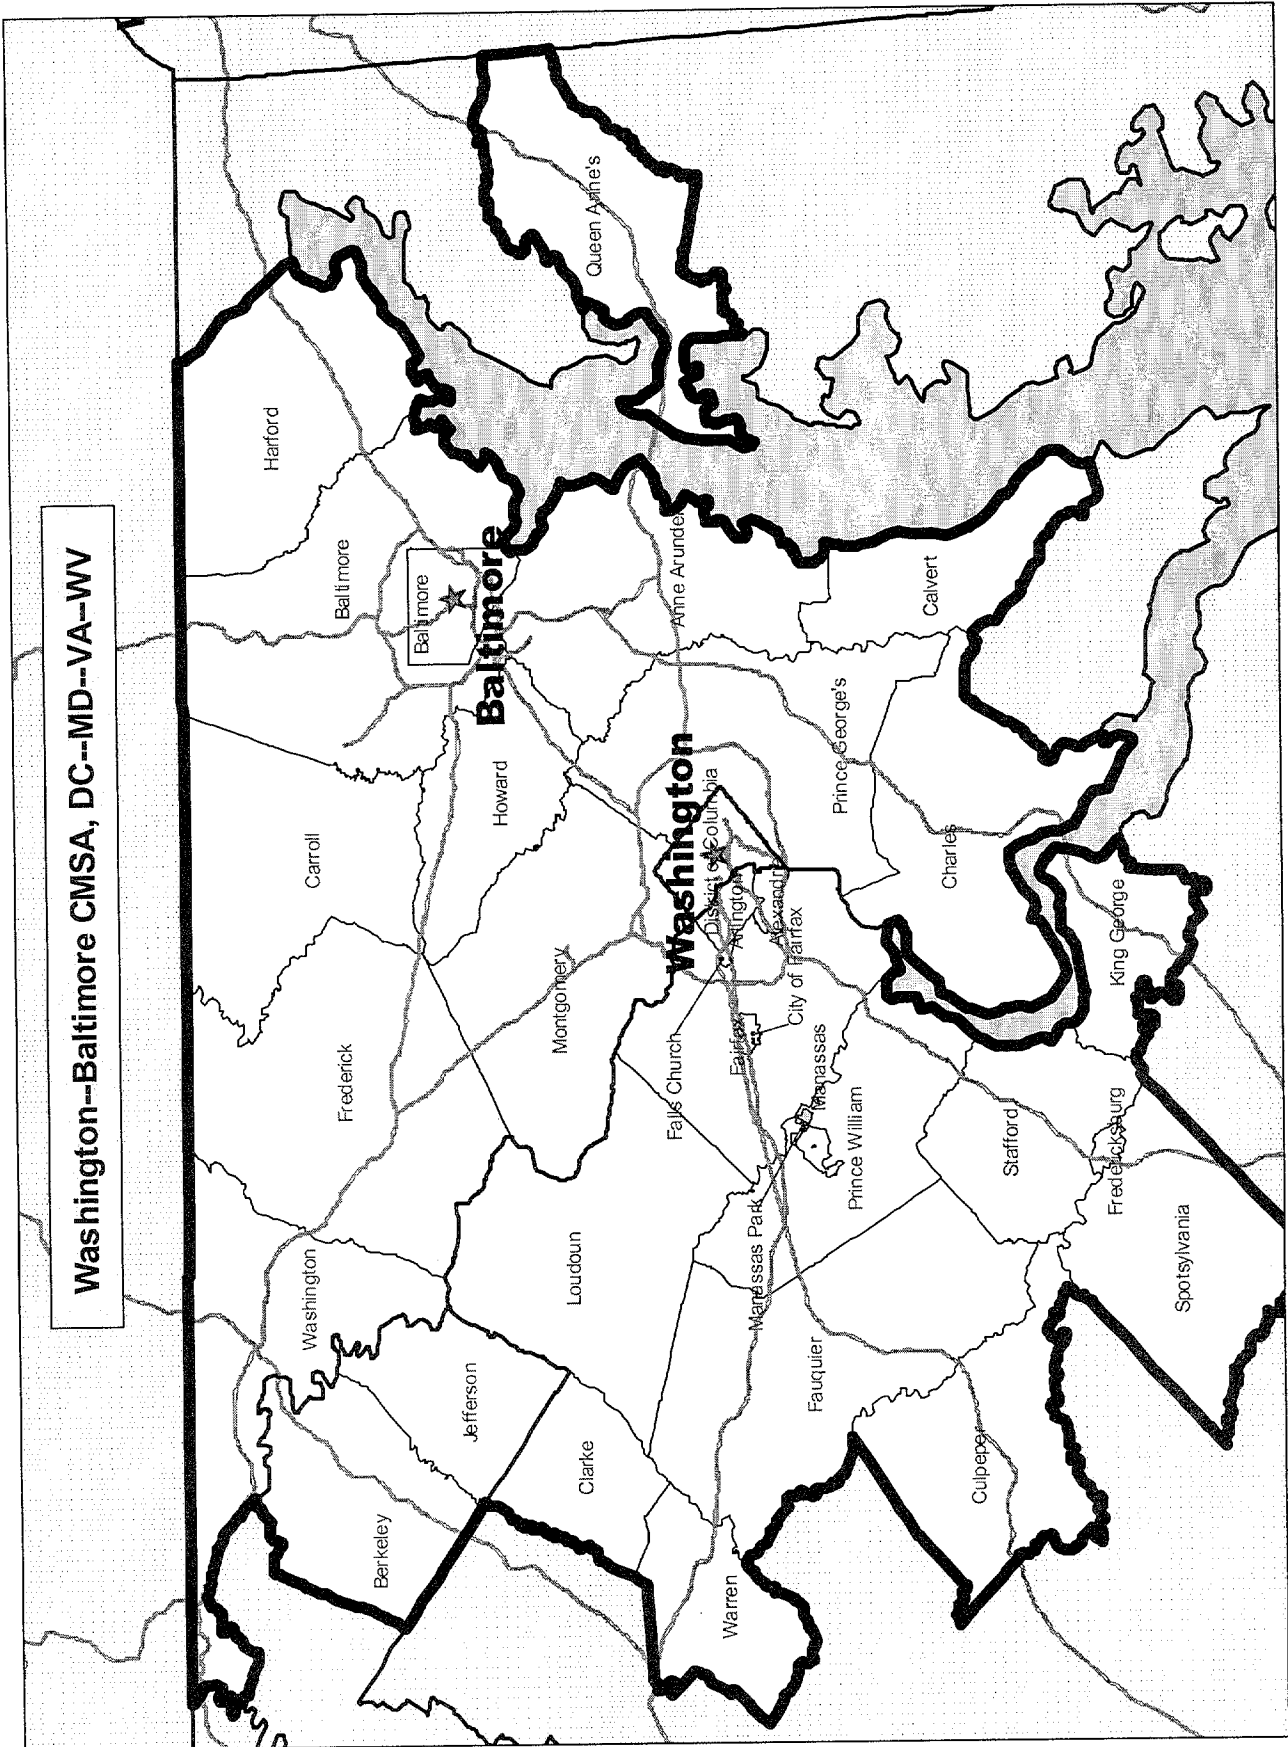 Washington--Baltimore CMSA, DC--MD--VA--WV
Harford
Baltimore
Baltimore
Baltimore
Queen Anne's
Carroll
Howard
Anne Arundel
Frederick
Montgomery
Washington
District of Columbia
Prince George's
Calvert
Washington
Arlington
Alexandria
City of Fairfax
Charles
Falls Church
Fairfax
Manassas
King George
Jefferson
Loudoun
Manassas Park
Prince William
Stafford
Fredericksburg
Berkeley
Clarke
Fauquier
Spotsylvania
Warren
Culpeper